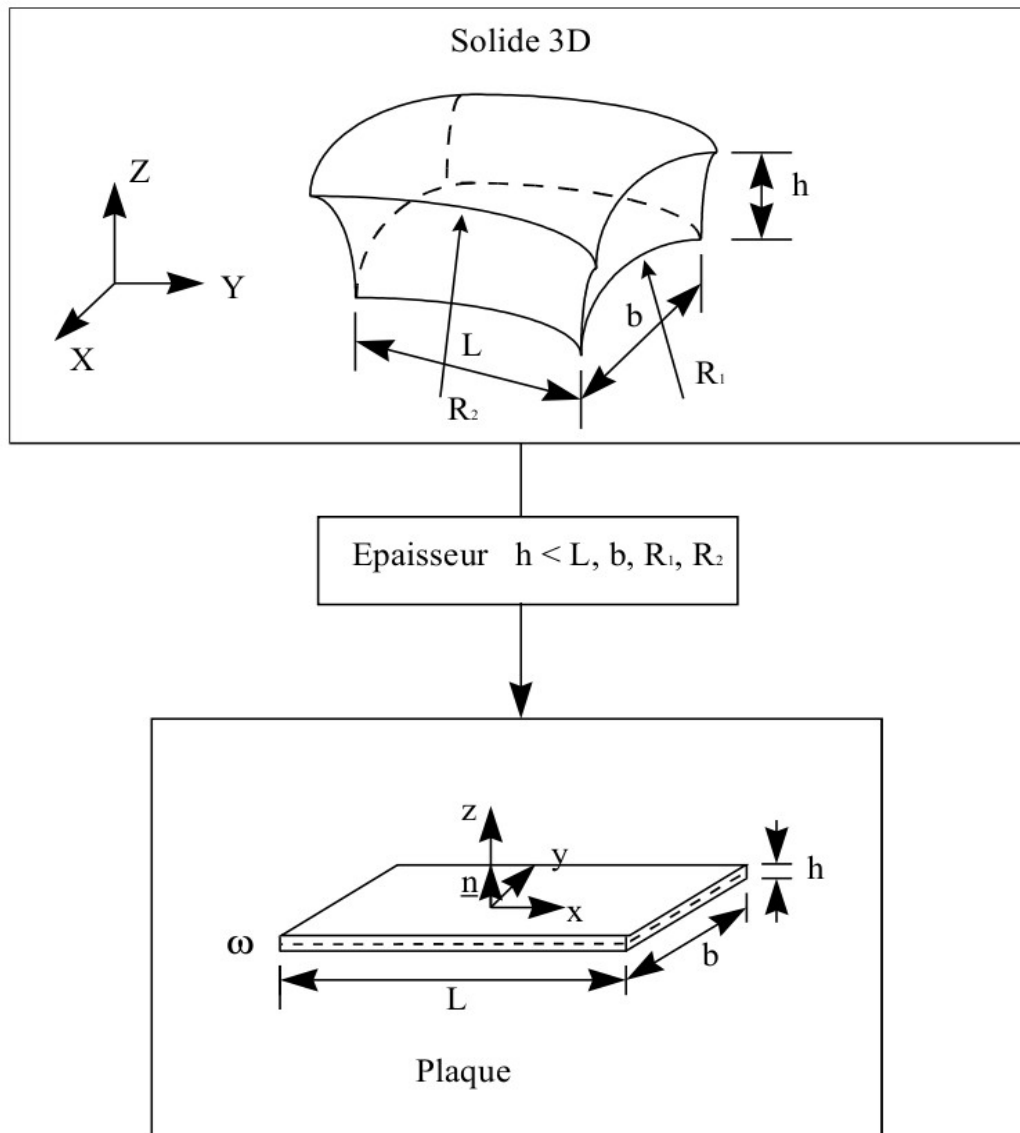 Solide 3D
Z
Y
X
h
b
L
R₁
R₂
Epaisseur h < L, b, R₁, R₂
z
y
n
x
h
ω
b
L
Plaque